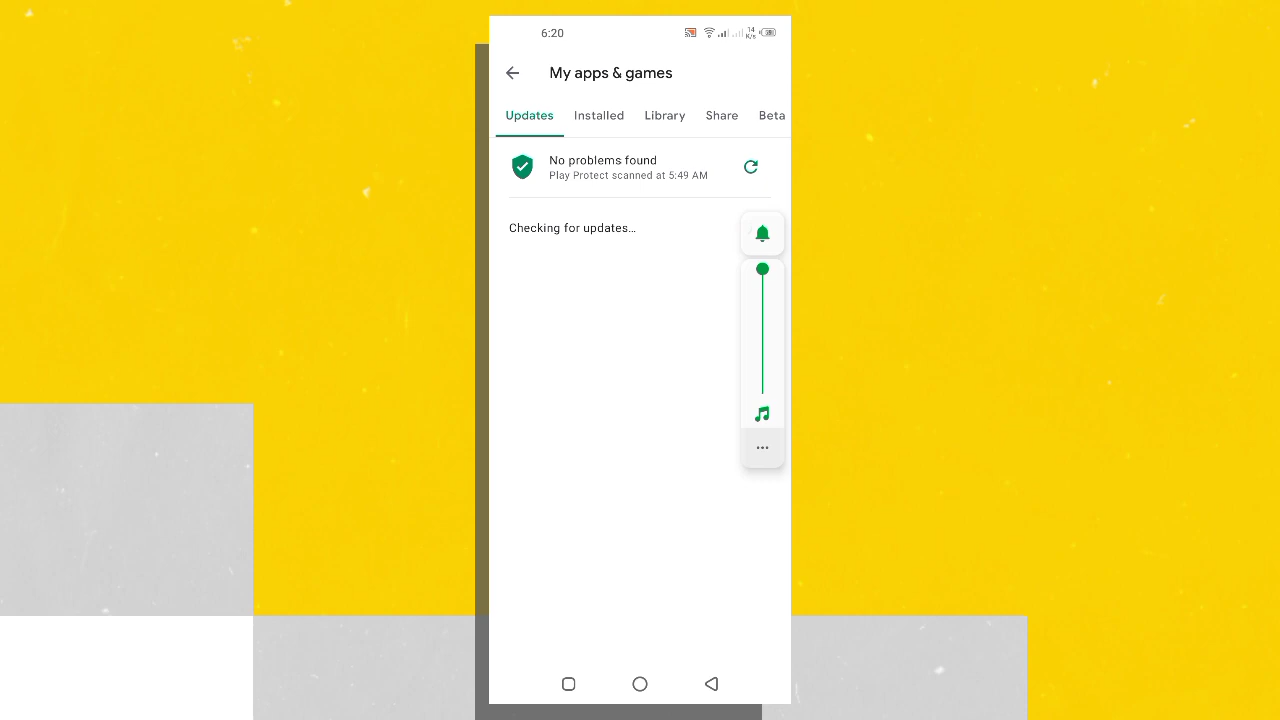 6:20
14
K/s
My apps & games
Updates Installed Library Share Beta
No problems found
Play Protect scanned at 5:49 AM
Checking for updates...